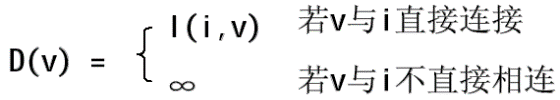 D(v) = { l(i,v) 若v与i直接连接
∞ 若v与i不直接相连